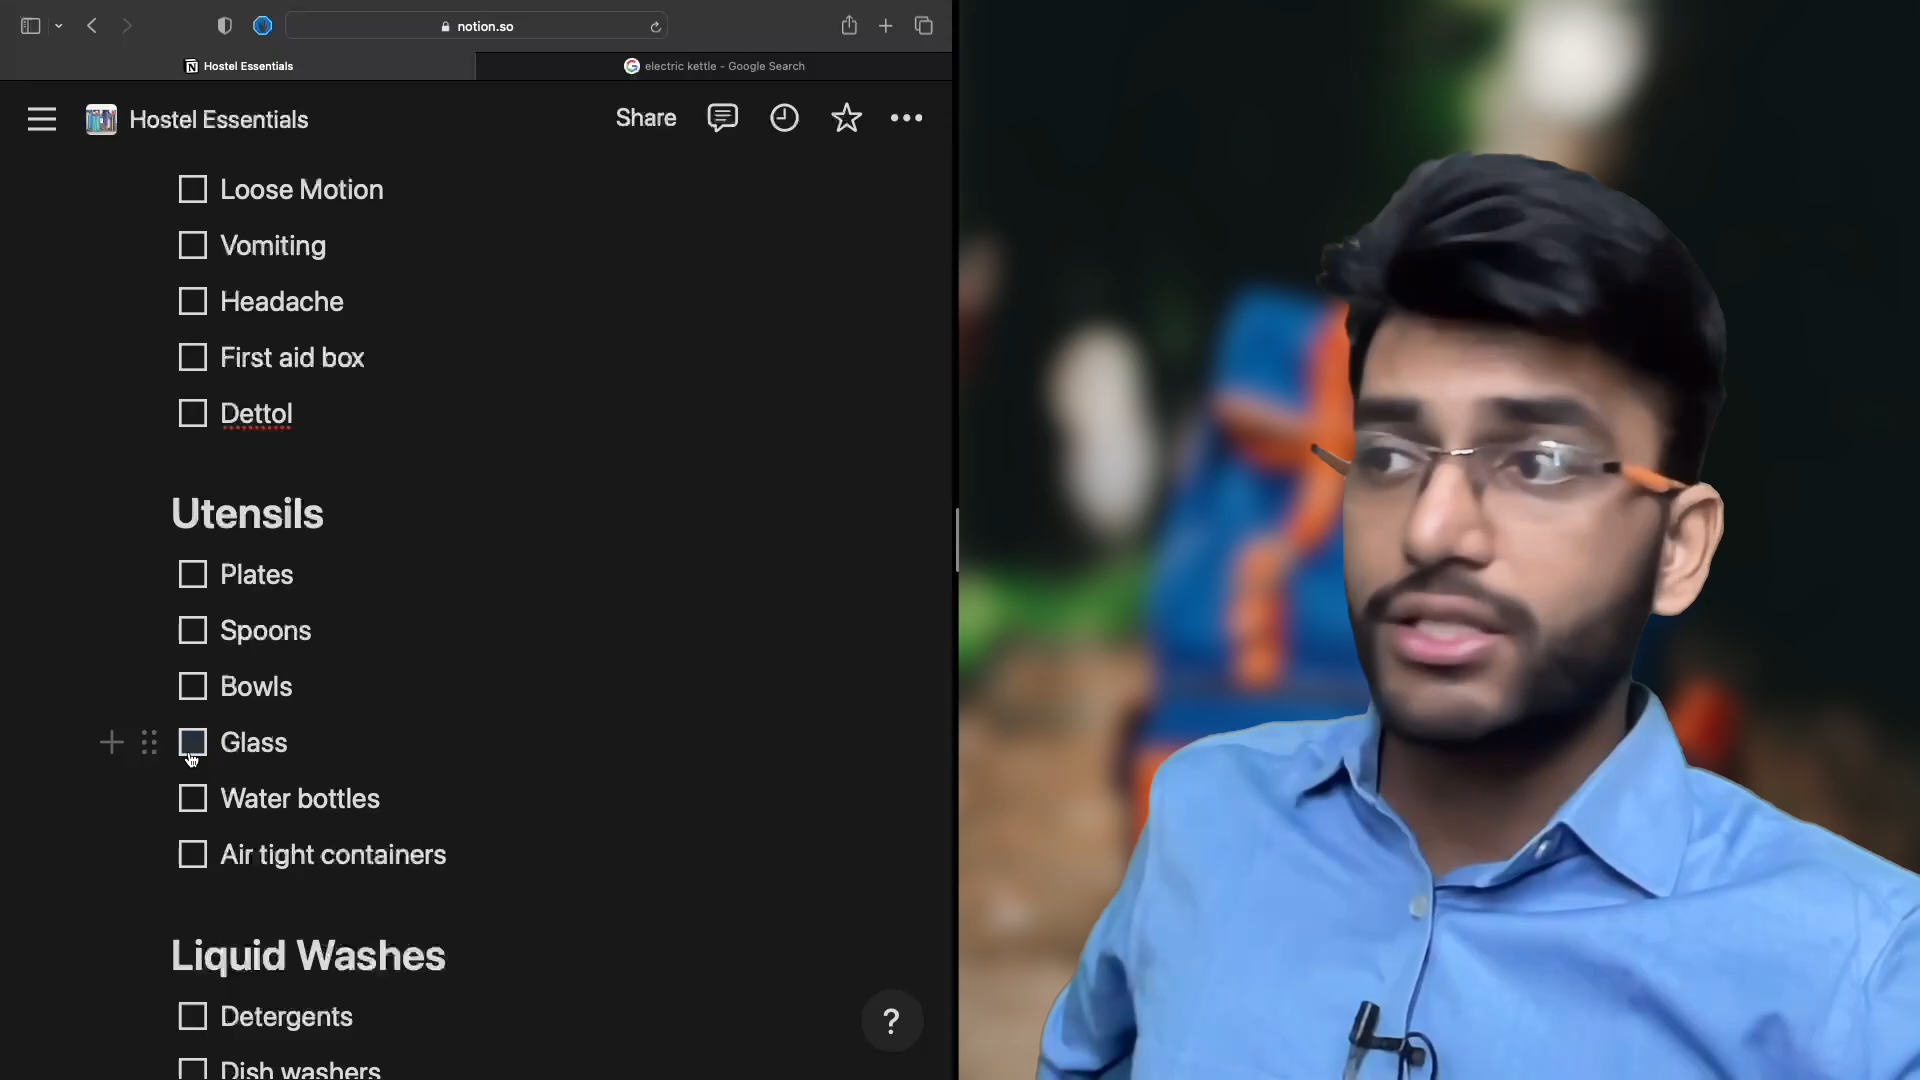 notion.so
Hostel Essentials
electric kettle - Google Search
Hostel Essentials
Share
Loose Motion
Vomiting
Headache
First aid box
Dettol
Utensils
Plates
Spoons
Bowls
Glass
Water bottles
Air tight containers
Liquid Washes
Detergents
Dish washers
?